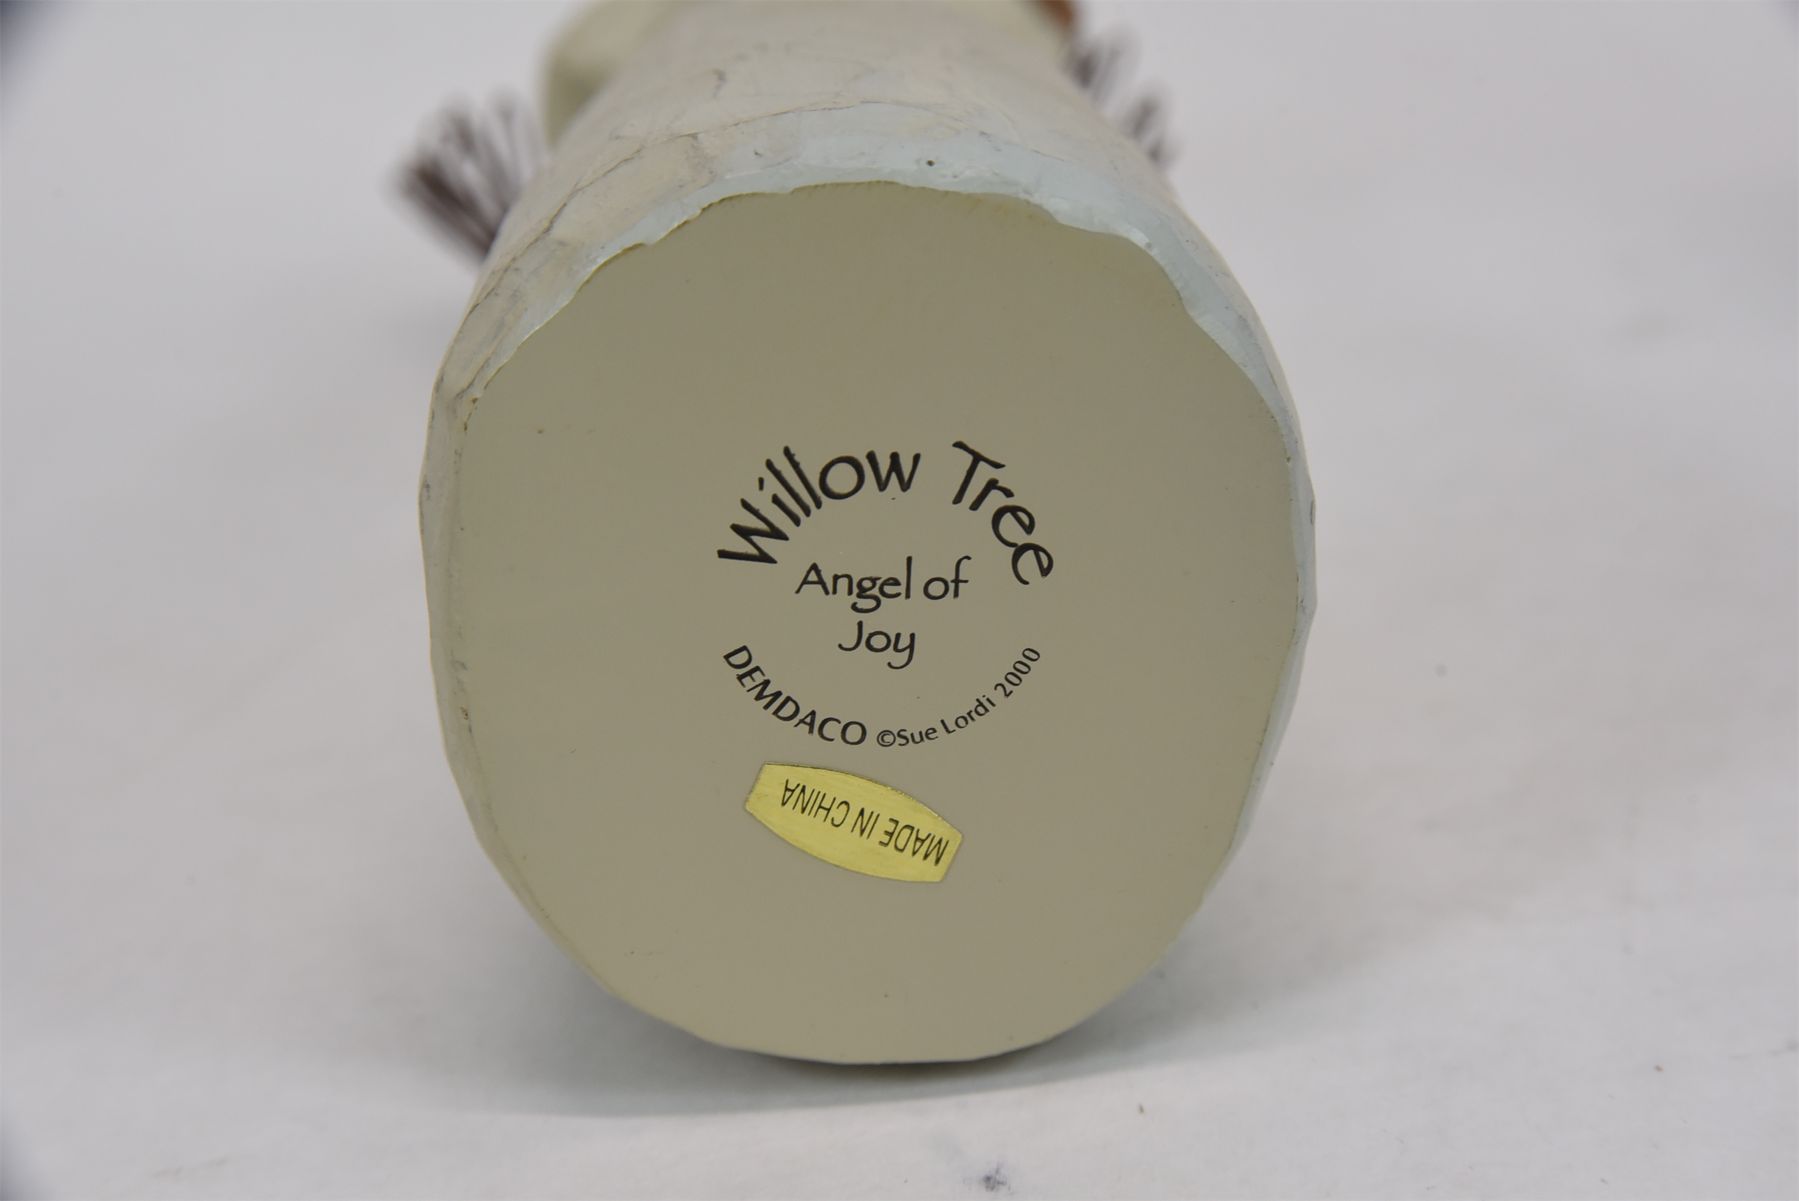 Willow Tree
Angel of
Joy
DEMDACO ©Sue Lordi 2000
MADE IN CHINA